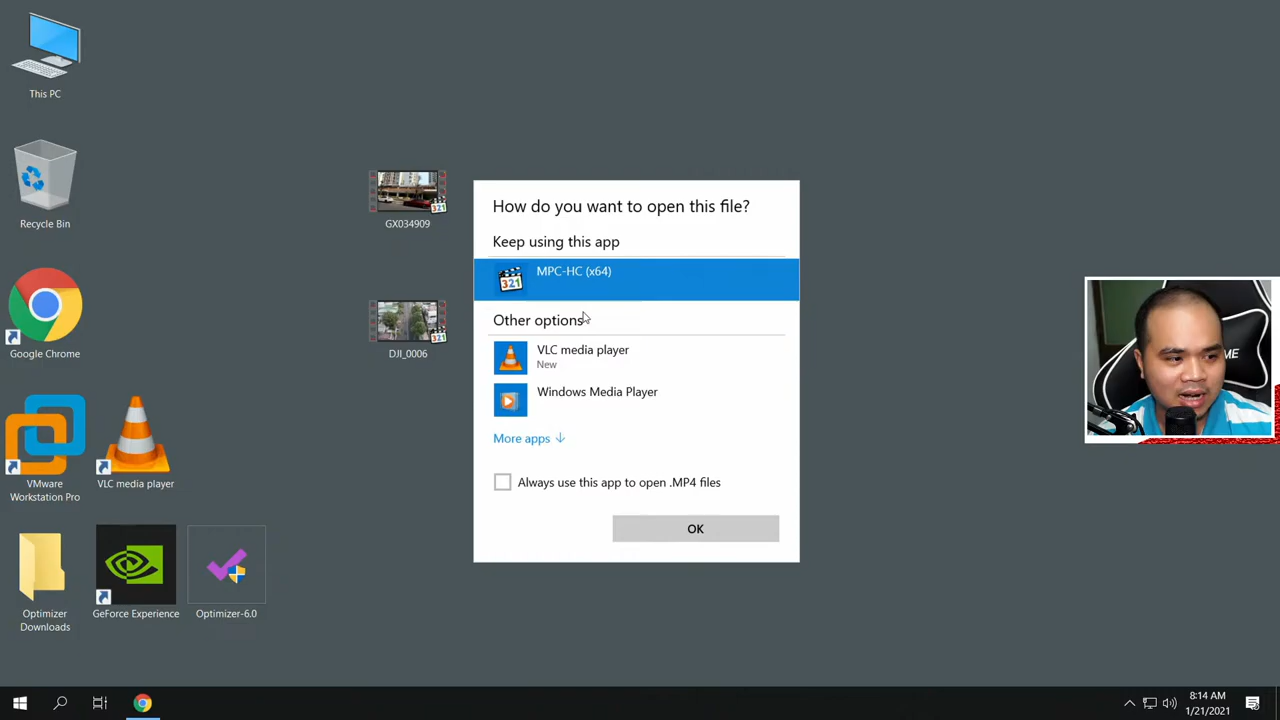 This PC
Recycle Bin
Google Chrome
VMware
Workstation Pro
VLC media player
Optimizer
Downloads
GeForce Experience
Optimizer-6.0
GX034909
DJI_0006
How do you want to open this file?
Keep using this app
321
MPC-HC (x64)
Other options
VLC media player
New
Windows Media Player
More apps
Always use this app to open .MP4 files
OK
8:14 AM
1/21/2021